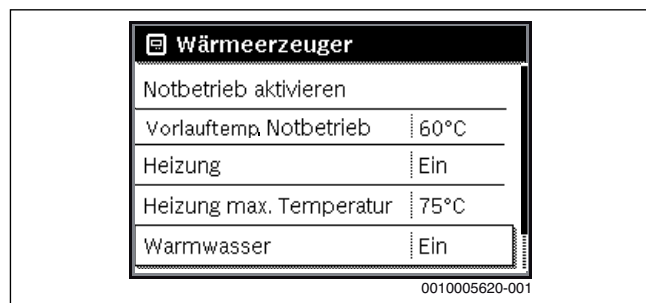 Wärmeerzeuger
Notbetrieb aktivieren
Vorlauftemp. Notbetrieb 60°C
Heizung Ein
Heizung max. Temperatur 75°C
Warmwasser Ein
0010005620-001